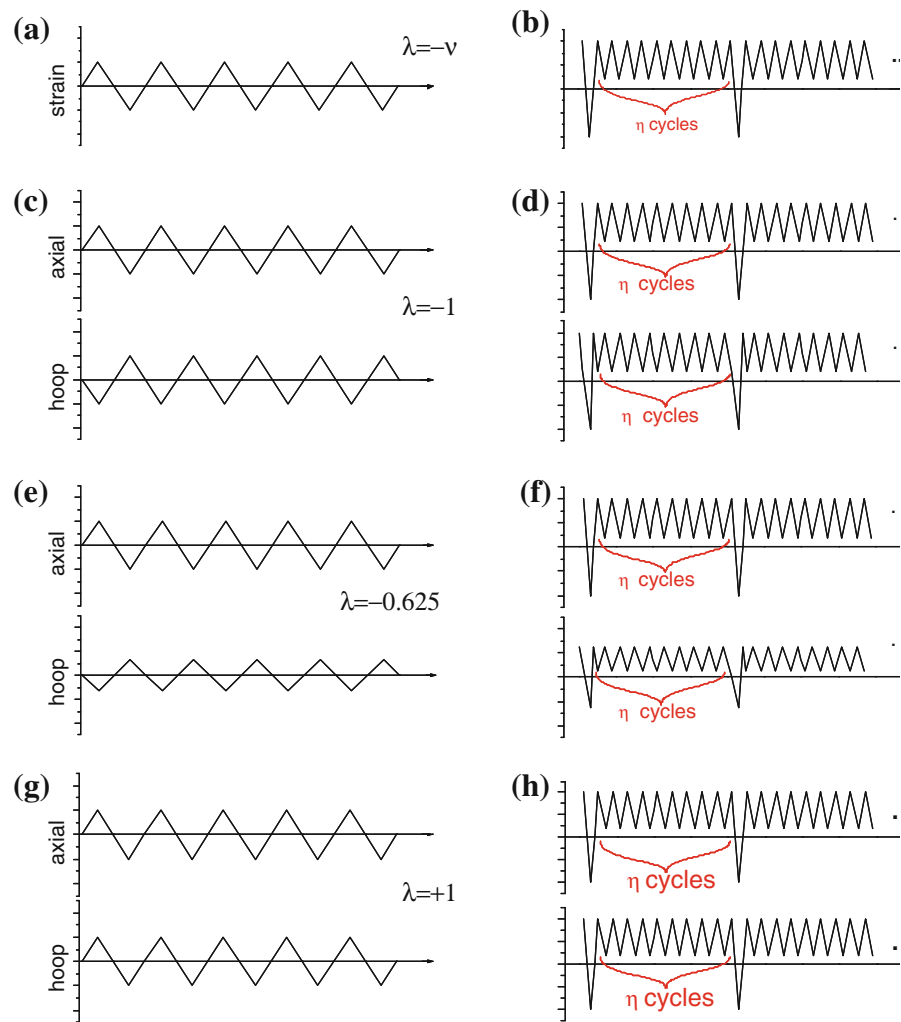 (a)
strain
λ=−ν
(b)
η cycles
(c)
axial
hoop
λ=−1
(d)
η cycles
η cycles
(e)
axial
hoop
λ=−0.625
(f)
η cycles
η cycles
(g)
axial
hoop
λ=+1
(h)
η cycles
η cycles